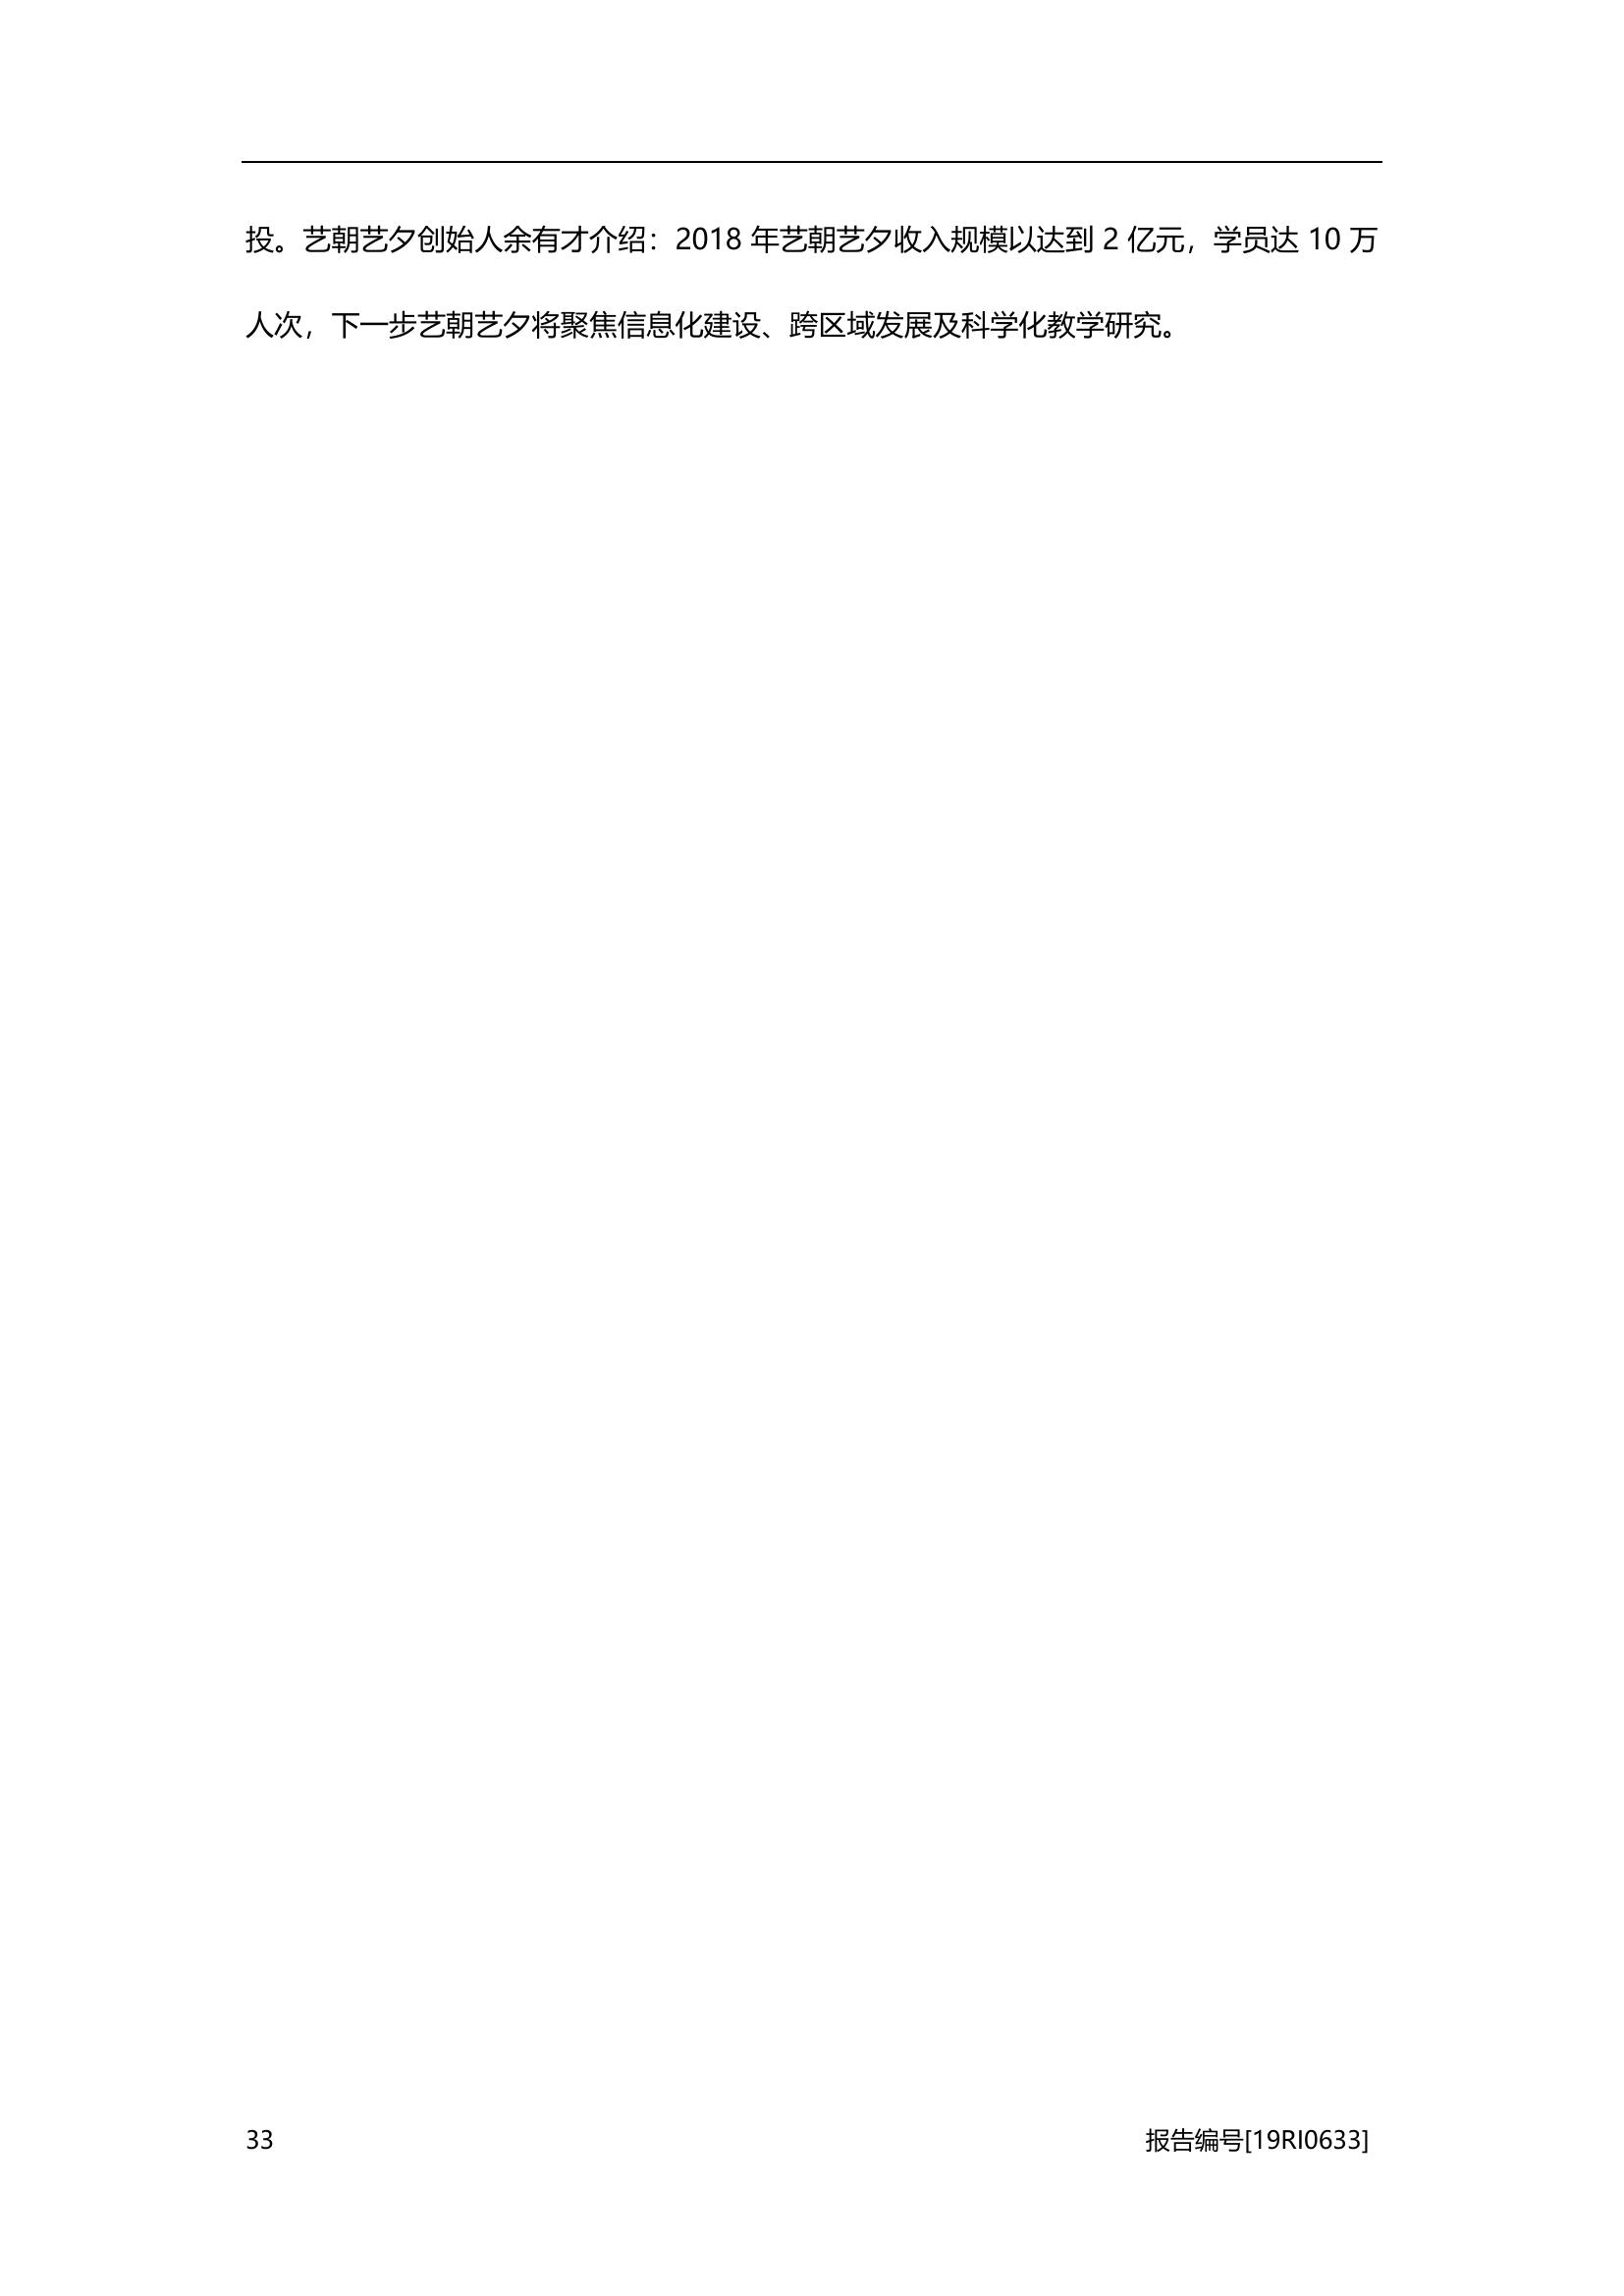 投。艺朝艺夕创始人余有才介绍：2018 年艺朝艺夕收入规模以达到 2 亿元，学员达 10 万
人次，下一步艺朝艺夕将聚焦信息化建设、跨区域发展及科学化教学研究。
33
报告编号[19RI0633]